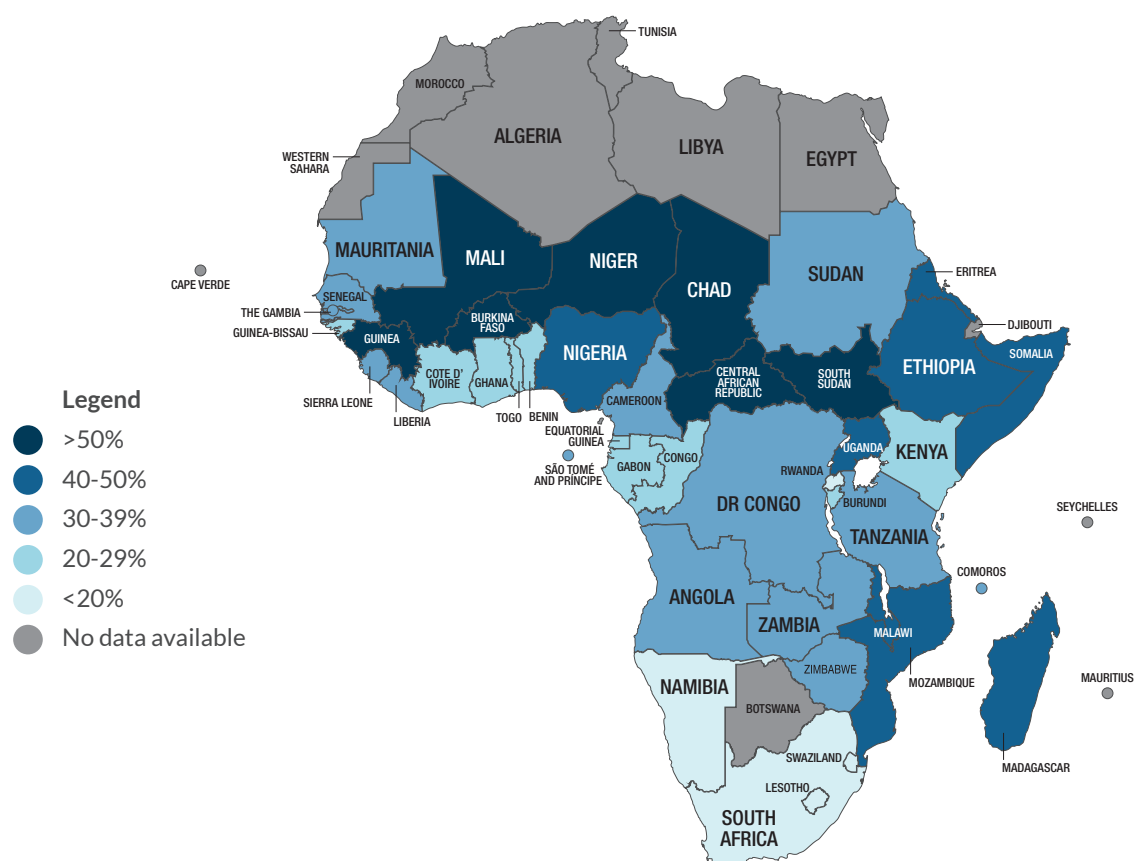 TUNISIA
MOROCCO
ALGERIA
LIBYA
EGYPT
WESTERN
SAHARA
MAURITANIA
MALI
NIGER
CHAD
SUDAN
ERITREA
CAPE VERDE
SENEGAL
THE GAMBIA
GUINEA-BISSAU
GUINEA
BURKINA
FASO
DJIBOUTI
SOMALIA
NIGERIA
ETHIOPIA
COTE D'
IVOIRE
GHANA
CENTRAL
AFRICAN
REPUBLIC
SOUTH
SUDAN
SIERRA LEONE
LIBERIA
TOGO
BENIN
CAMEROON
EQUATORIAL
GUINEA
SÃO TOMÉ
AND PRÍNCIPE
GABON
CONGO
UGANDA
KENYA
RWANDA
BURUNDI
DR CONGO
TANZANIA
SEYCHELLES
COMOROS
ANGOLA
ZAMBIA
MALAWI
ZIMBABWE
MOZAMBIQUE
NAMIBIA
BOTSWANA
MAURITIUS
MADAGASCAR
SWAZILAND
LESOTHO
SOUTH
AFRICA
Legend
>50%
40-50%
30-39%
20-29%
<20%
No data available